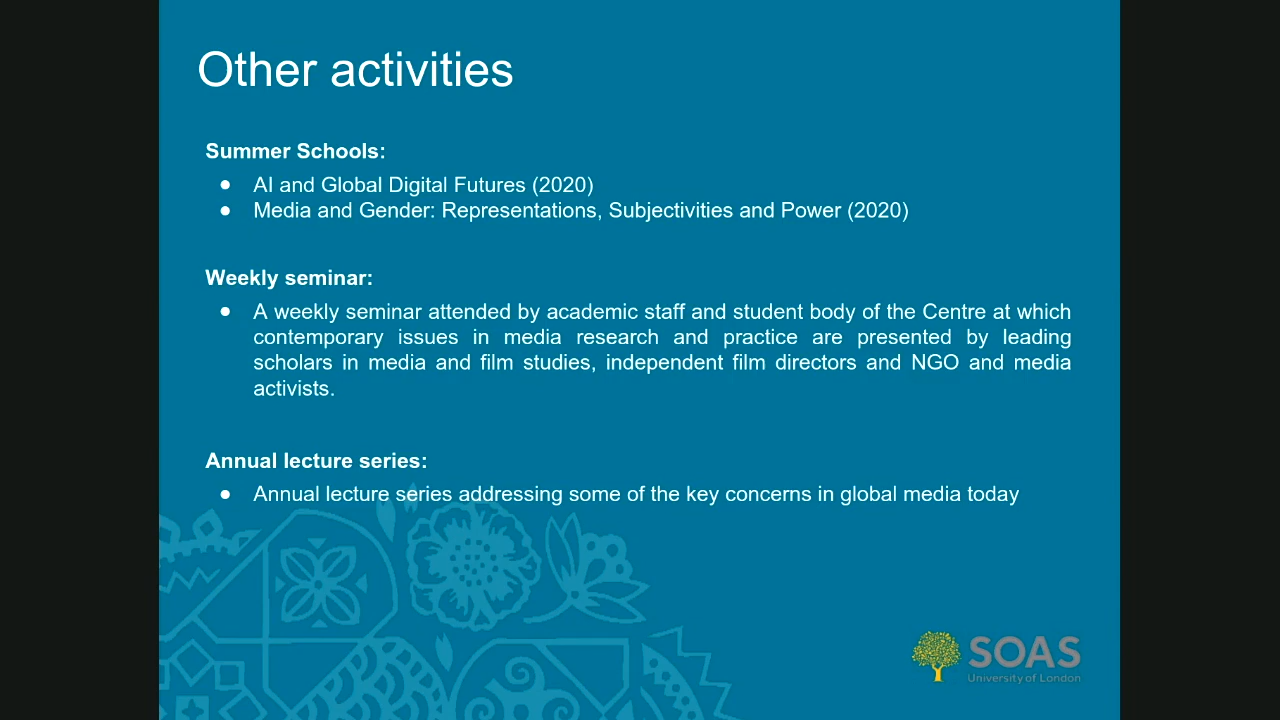 Other activities
Summer Schools:
● AI and Global Digital Futures (2020)
● Media and Gender: Representations, Subjectivities and Power (2020)
Weekly seminar:
● A weekly seminar attended by academic staff and student body of the Centre at which
contemporary issues in media research and practice are presented by leading
scholars in media and film studies, independent film directors and NGO and media
activists.
Annual lecture series:
● Annual lecture series addressing some of the key concerns in global media today
SOAS
University of London